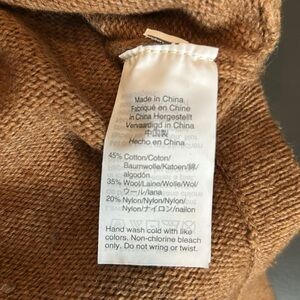 Made in China
Fabriqué en Chine
in China Hergestellt
Vervaardigd in China
中国製
Hecho en China
45% Cotton/Coton/
Baumwolle/Katoen/綿/
algodón
35% Wool/Laine/Wolle/Wol/
ウール/lana
20% Nylon/Nylon/Nylon/
Nylon/ナイロン/nailon
Hand wash cold with like
colors. Non-chlorine bleach
only. Do not wring or twist.